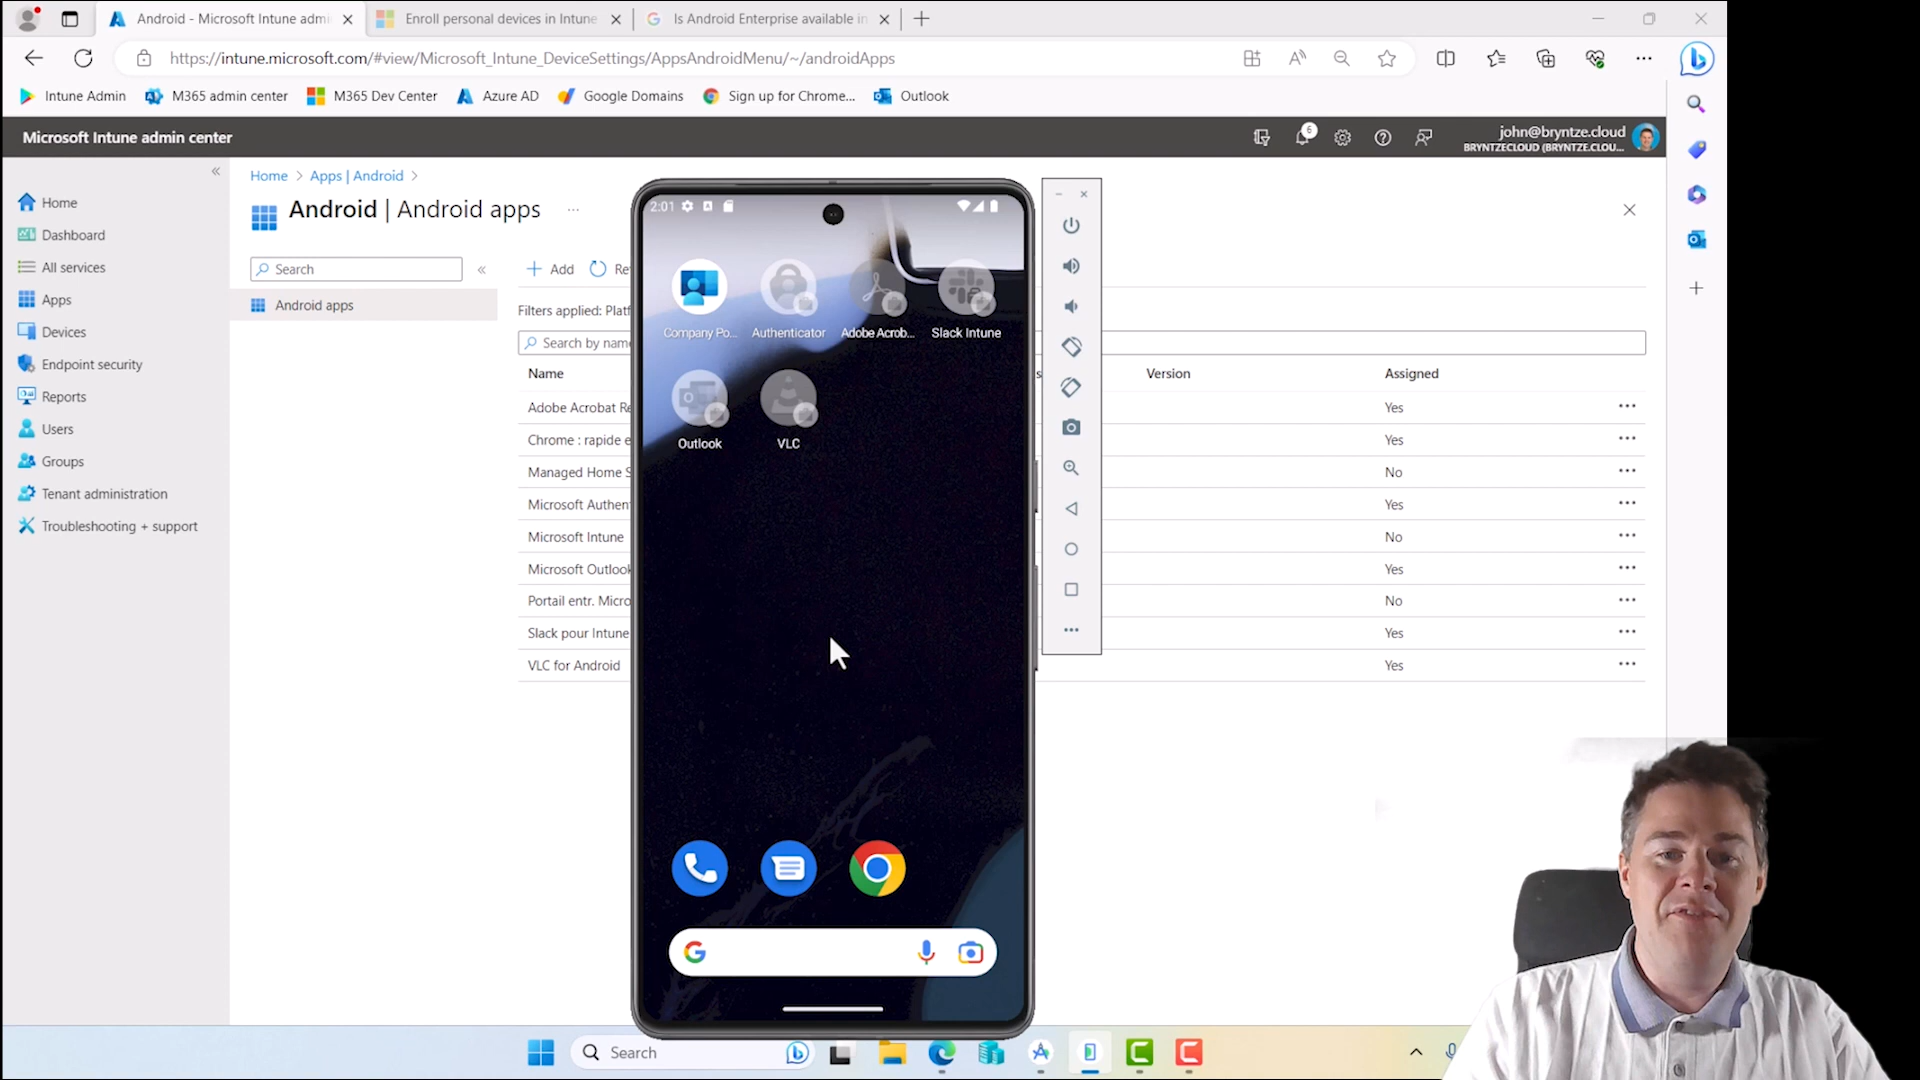 Android - Microsoft Intune admi
Enroll personal devices in Intune
Is Android Enterprise available in
https://intune.microsoft.com/#view/Microsoft_Intune_DeviceSettings/AppsAndroidMenu/~/androidApps
Intune Admin
M365 admin center
M365 Dev Center
Azure AD
Google Domains
Sign up for Chrome...
Outlook
Microsoft Intune admin center
6
john@bryntze.cloud
BRYNTZECLOUD (BRYNTZE.CLOU...
Home
Dashboard
All services
Apps
Devices
Endpoint security
Reports
Users
Groups
Tenant administration
Troubleshooting + support
Home > Apps | Android >
Android | Android apps ...
Search
Android apps
Add
Re
Filters applied: Platf
Search by name
Name
Version
Assigned
Adobe Acrobat Re
Yes
Chrome : rapide e
Yes
Managed Home S
No
Microsoft Authen
Yes
Microsoft Intune
No
Microsoft Outlook
Yes
Portail entr. Micro
No
Slack pour Intune
Yes
VLC for Android
Yes
2:01
Company Po...
Authenticator
Adobe Acrob...
Slack Intune
Outlook
VLC
Search